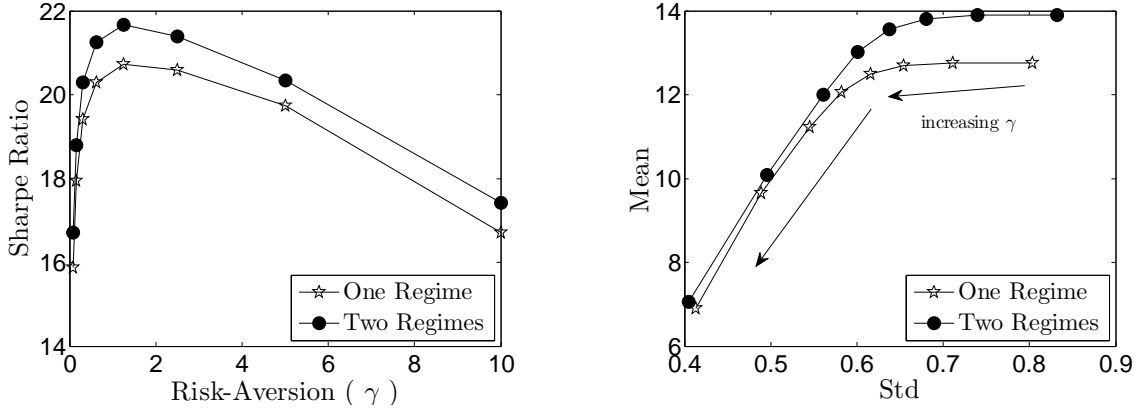 22
20
18
16
14
Sharpe Ratio
0
2
4
6
8
10
Risk-Aversion ( γ )
One Regime
Two Regimes
14
12
10
8
6
Mean
0.4
0.5
0.6
0.7
0.8
0.9
Std
increasing γ
One Regime
Two Regimes